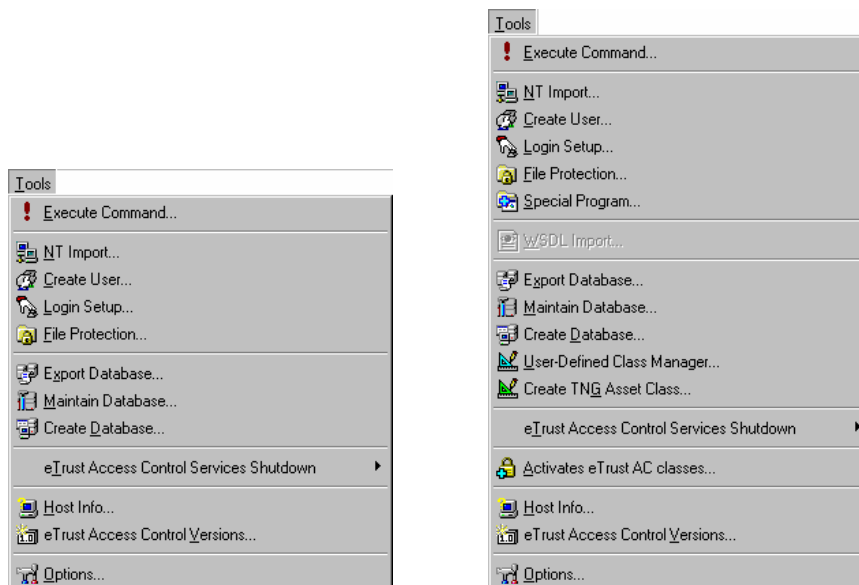 Tools
Execute Command...
NT Import...
Create User...
Login Setup...
File Protection...
Export Database...
Maintain Database...
Create Database...
eTrust Access Control Services Shutdown
Host Info...
eTrust Access Control Versions...
Options...
Tools
Execute Command...
NT Import...
Create User...
Login Setup...
File Protection...
Special Program...
WSDL Import...
Export Database...
Maintain Database...
Create Database...
User-Defined Class Manager...
Create TNG Asset Class...
eTrust Access Control Services Shutdown
Activates eTrust AC classes...
Host Info...
eTrust Access Control Versions...
Options...